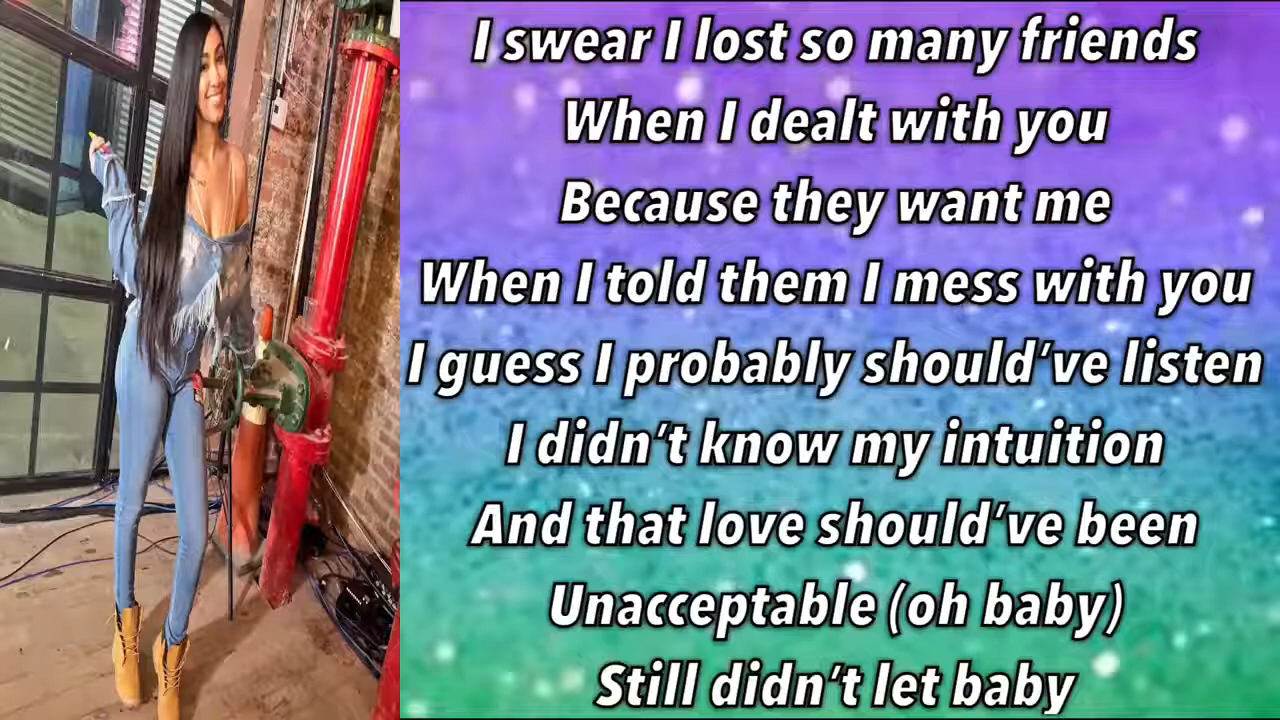 I swear I lost so many friends
When I dealt with you
Because they want me
When I told them I mess with you
I guess I probably should’ve listen
I didn’t know my intuition
And that love should’ve been
Unacceptable (oh baby)
Still didn’t let baby